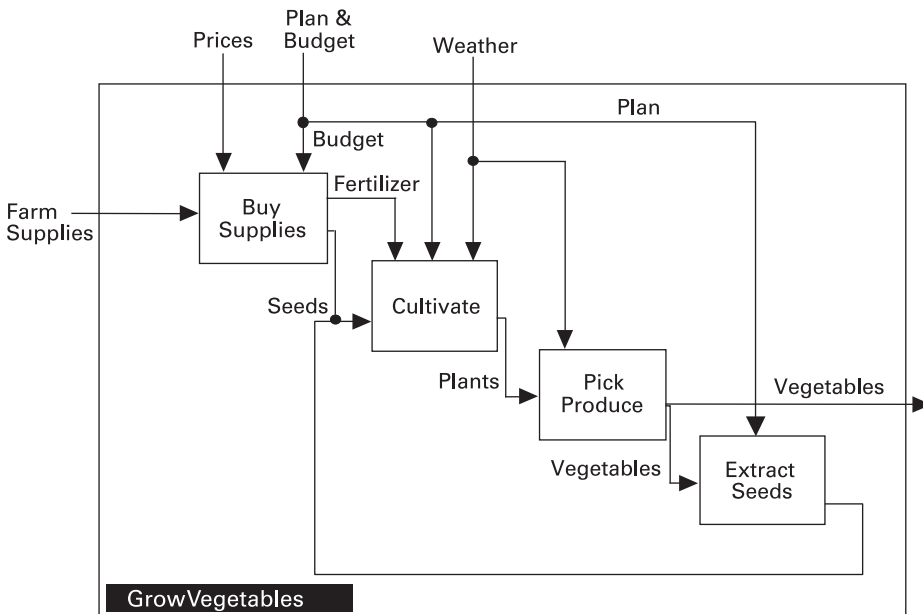 Plan &
Budget
Prices
Weather
Plan
Budget
Fertilizer
Buy
Supplies
Farm
Supplies
Seeds
Cultivate
Plants
Pick
Produce
Vegetables
Vegetables
Extract
Seeds
GrowVegetables